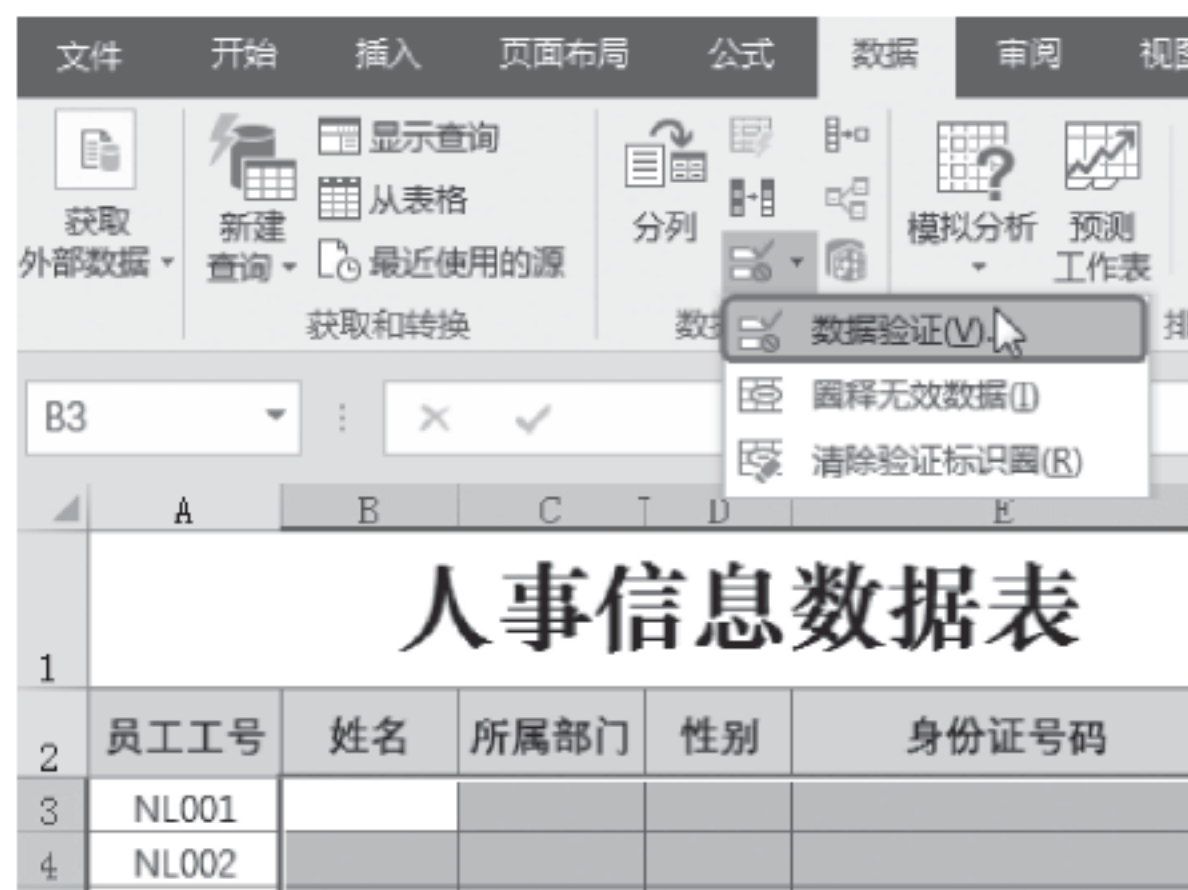 文件 开始 插入 页面布局 公式 数据 审阅 视图
显示查询
从表格
最近使用的源
获取
外部数据
新建
查询
分列
模拟分析
预测
工作表
获取和转换
数据
数据验证(V)...
圈释无效数据(I)
清除验证标识圈(R)
B3
A B C D E
1 人事信息数据表
2 员工工号 姓名 所属部门 性别 身份证号码
3 NL001
4 NL002